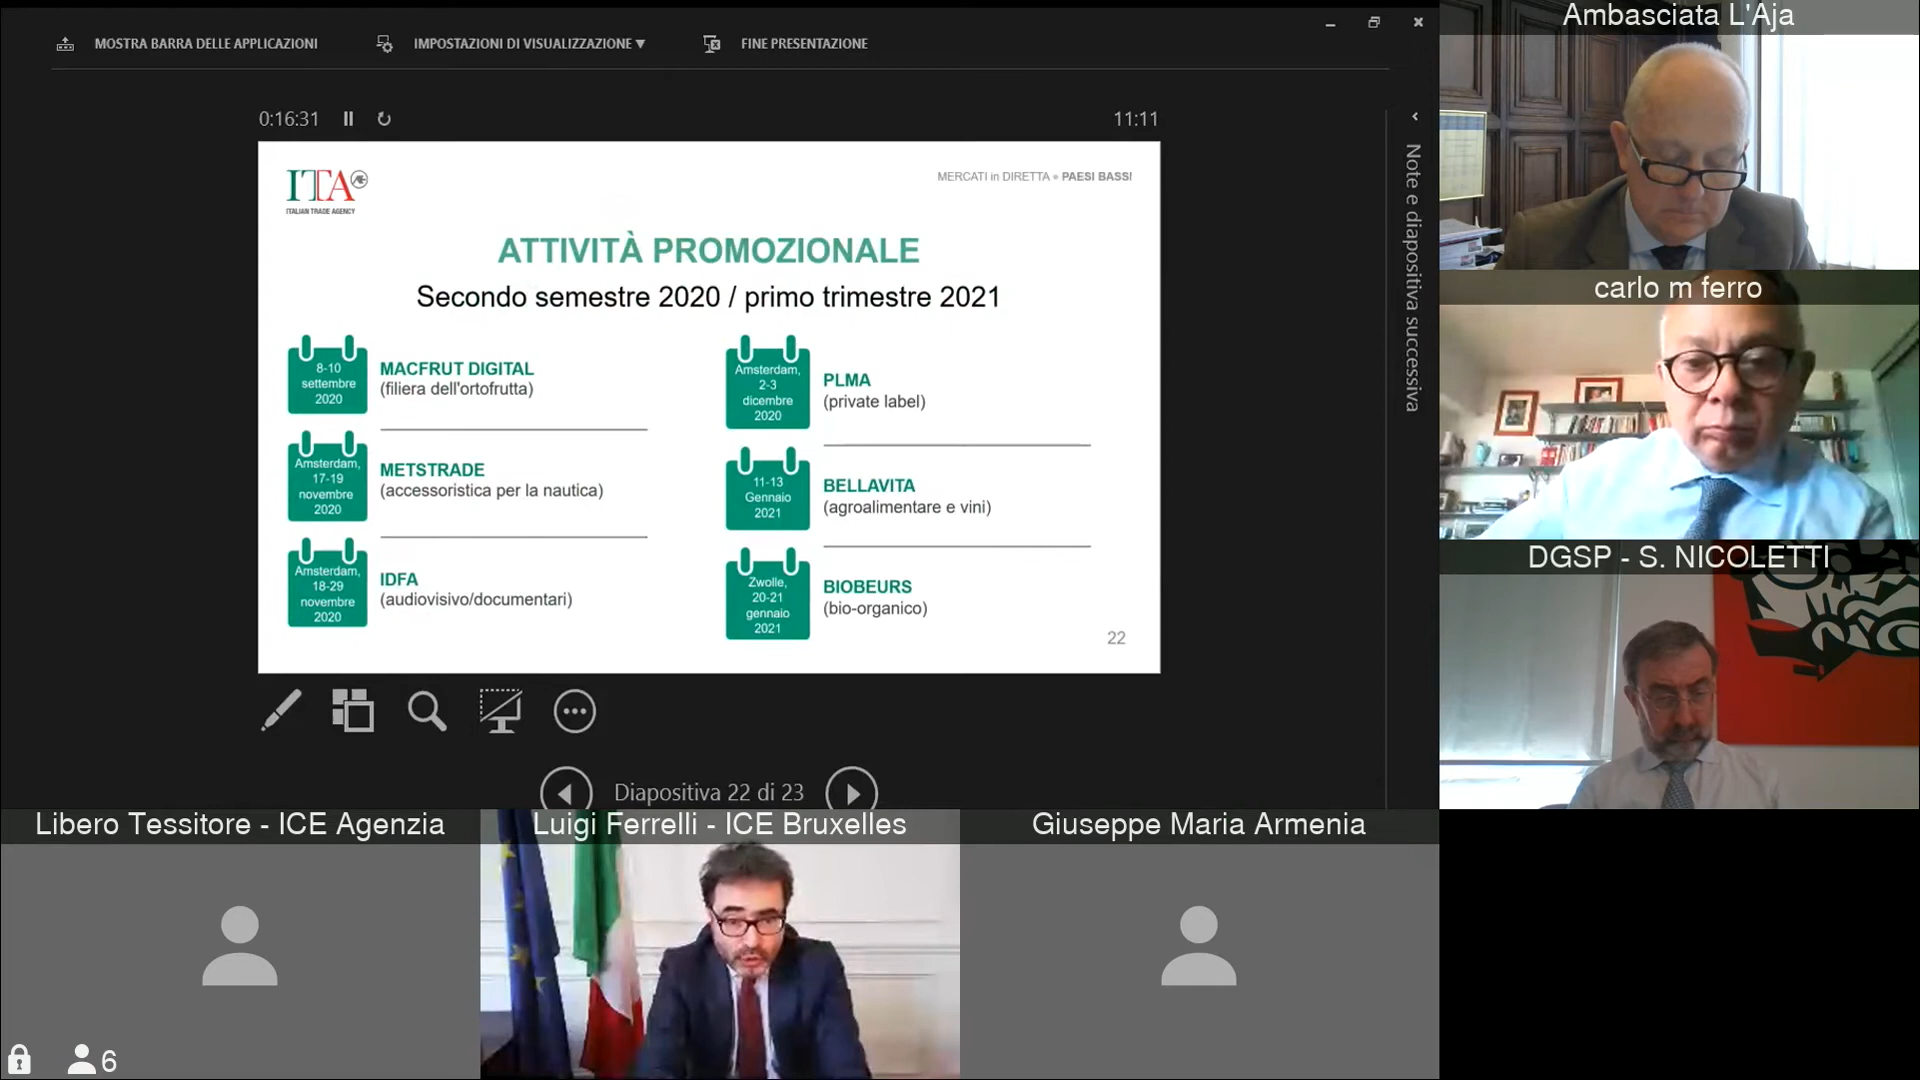 MOSTRA BARRA DELLE APPLICAZIONI
IMPOSTAZIONI DI VISUALIZZAZIONE ▼
FINE PRESENTAZIONE
0:16:31
11:11
ITA
ITALIAN TRADE AGENCY
MERCATI in DIRETTA • PAESI BASSI
ATTIVITÀ PROMOZIONALE
Secondo semestre 2020 / primo trimestre 2021
8-10
settembre
2020
MACFRUT DIGITAL
(filiera dell'ortofrutta)
Amsterdam,
17-19
novembre
2020
METSTRADE
(accessoristica per la nautica)
Amsterdam,
18-29
novembre
2020
IDFA
(audiovisivo/documentari)
Amsterdam,
2-3
dicembre
2020
PLMA
(private label)
11-13
Gennaio
2021
BELLAVITA
(agroalimentare e vini)
Zwolle,
20-21
gennaio
2021
BIOBEURS
(bio-organico)
22
Diapositiva 22 di 23
Note e diapositiva successiva
Ambasciata L'Aja
carlo m ferro
DGSP - S. NICOLETTI
Libero Tessitore - ICE Agenzia
Luigi Ferrelli - ICE Bruxelles
Giuseppe Maria Armenia
6